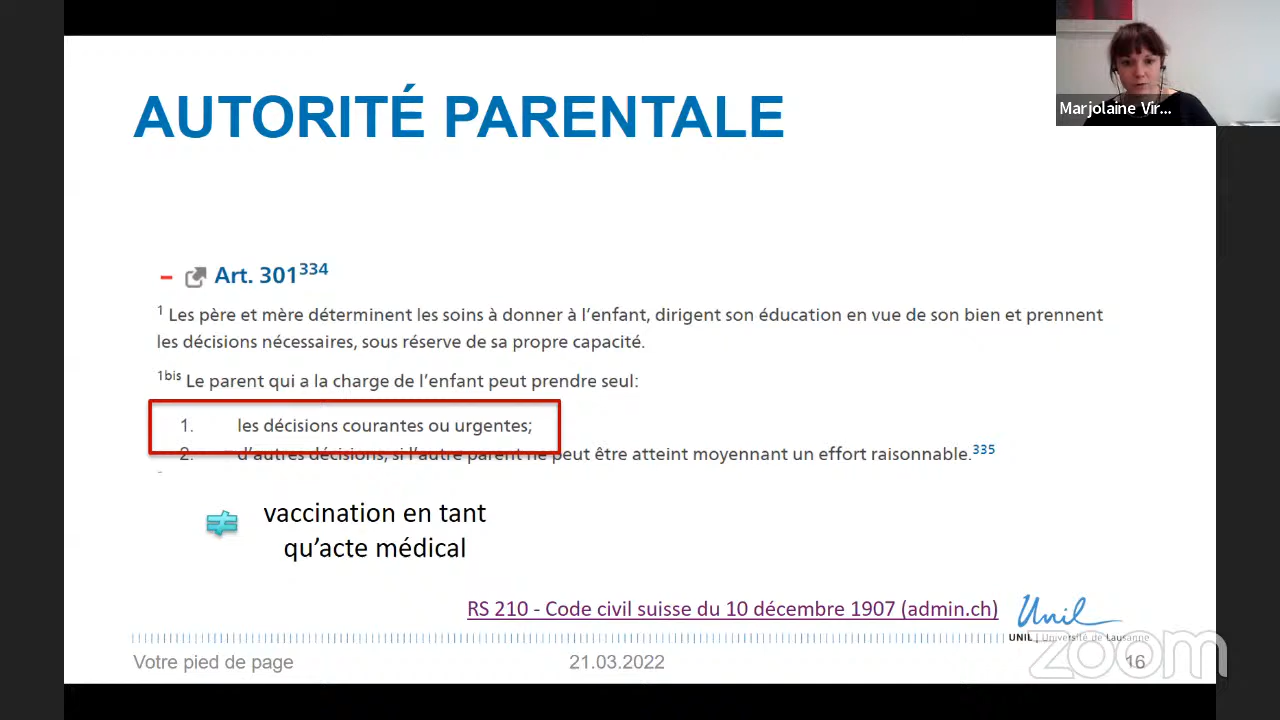 Marjolaine Vir...
AUTORITÉ PARENTALE
Art. 301334
1 Les père et mère déterminent les soins à donner à l’enfant, dirigent son éducation en vue de son bien et prennent
les décisions nécessaires, sous réserve de sa propre capacité.
1bis Le parent qui a la charge de l’enfant peut prendre seul:
1. les décisions courantes ou urgentes;
2. d’autres décisions, si l’autre parent ne peut être atteint moyennant un effort raisonnable.335
≠ vaccination en tant
qu’acte médical
RS 210 - Code civil suisse du 10 décembre 1907 (admin.ch)
Unil
UNIL | Université de Lausanne
Votre pied de page 21.03.2022 16
zoom